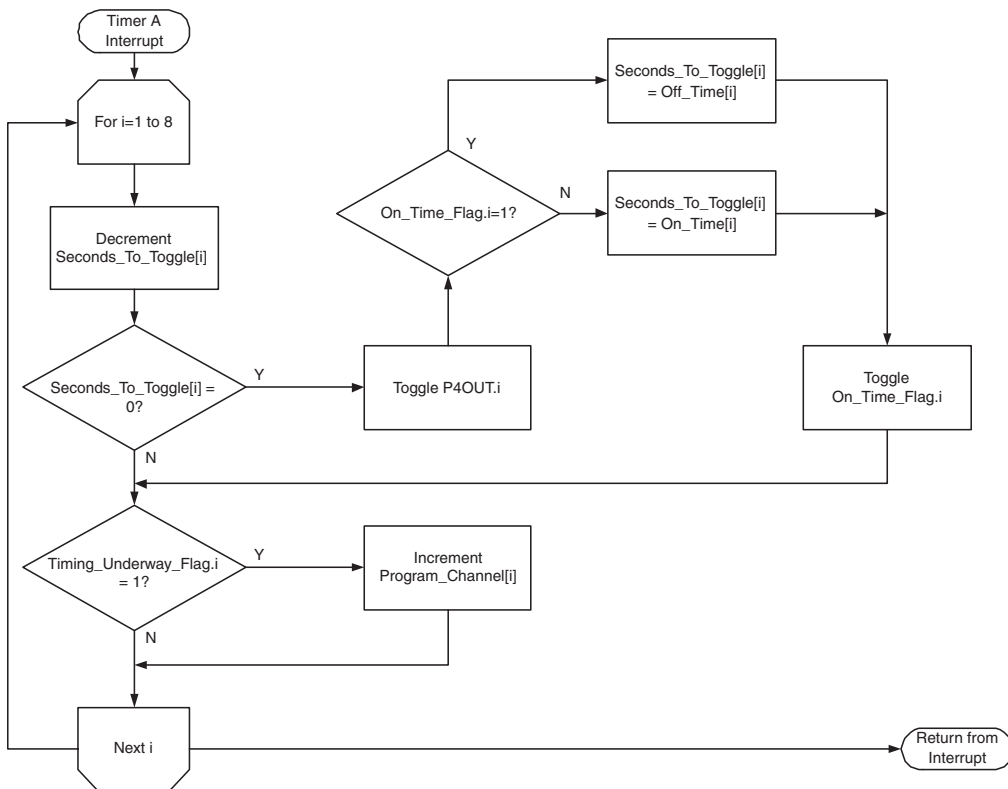 Timer A
Interrupt
For i=1 to 8
Decrement
Seconds_To_Toggle[i]
Seconds_To_Toggle[i] =
0?
Y
N
Toggle P4OUT.i
On_Time_Flag.i=1?
Y
N
Seconds_To_Toggle[i]
= Off_Time[i]
Seconds_To_Toggle[i]
= On_Time[i]
Toggle
On_Time_Flag.i
Timing_Underway_Flag.i
= 1?
Y
N
Increment
Program_Channel[i]
Next i
Return from
Interrupt